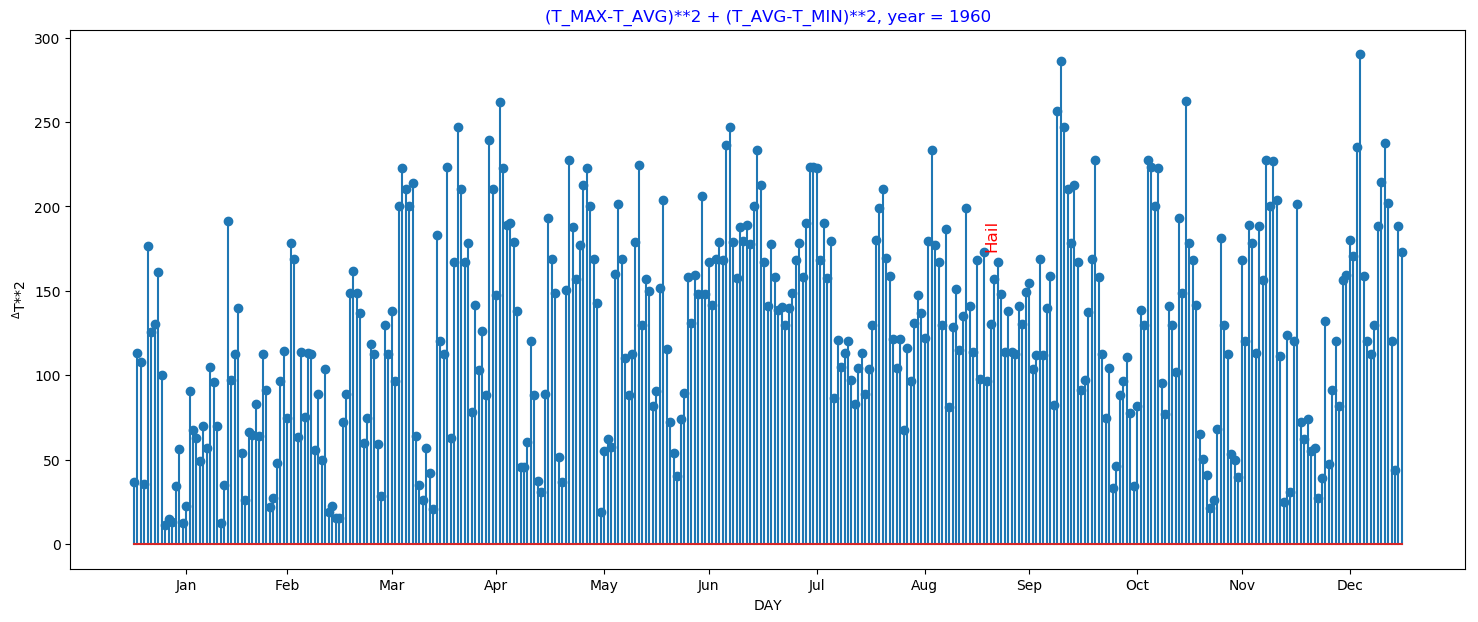 (T_MAX-T_AVG)**2 + (T_AVG-T_MIN)**2, year = 1960
300
250
200
150
100
50
0
ΔT**2
Hail
Jan Feb Mar Apr May Jun Jul Aug Sep Oct Nov Dec
DAY